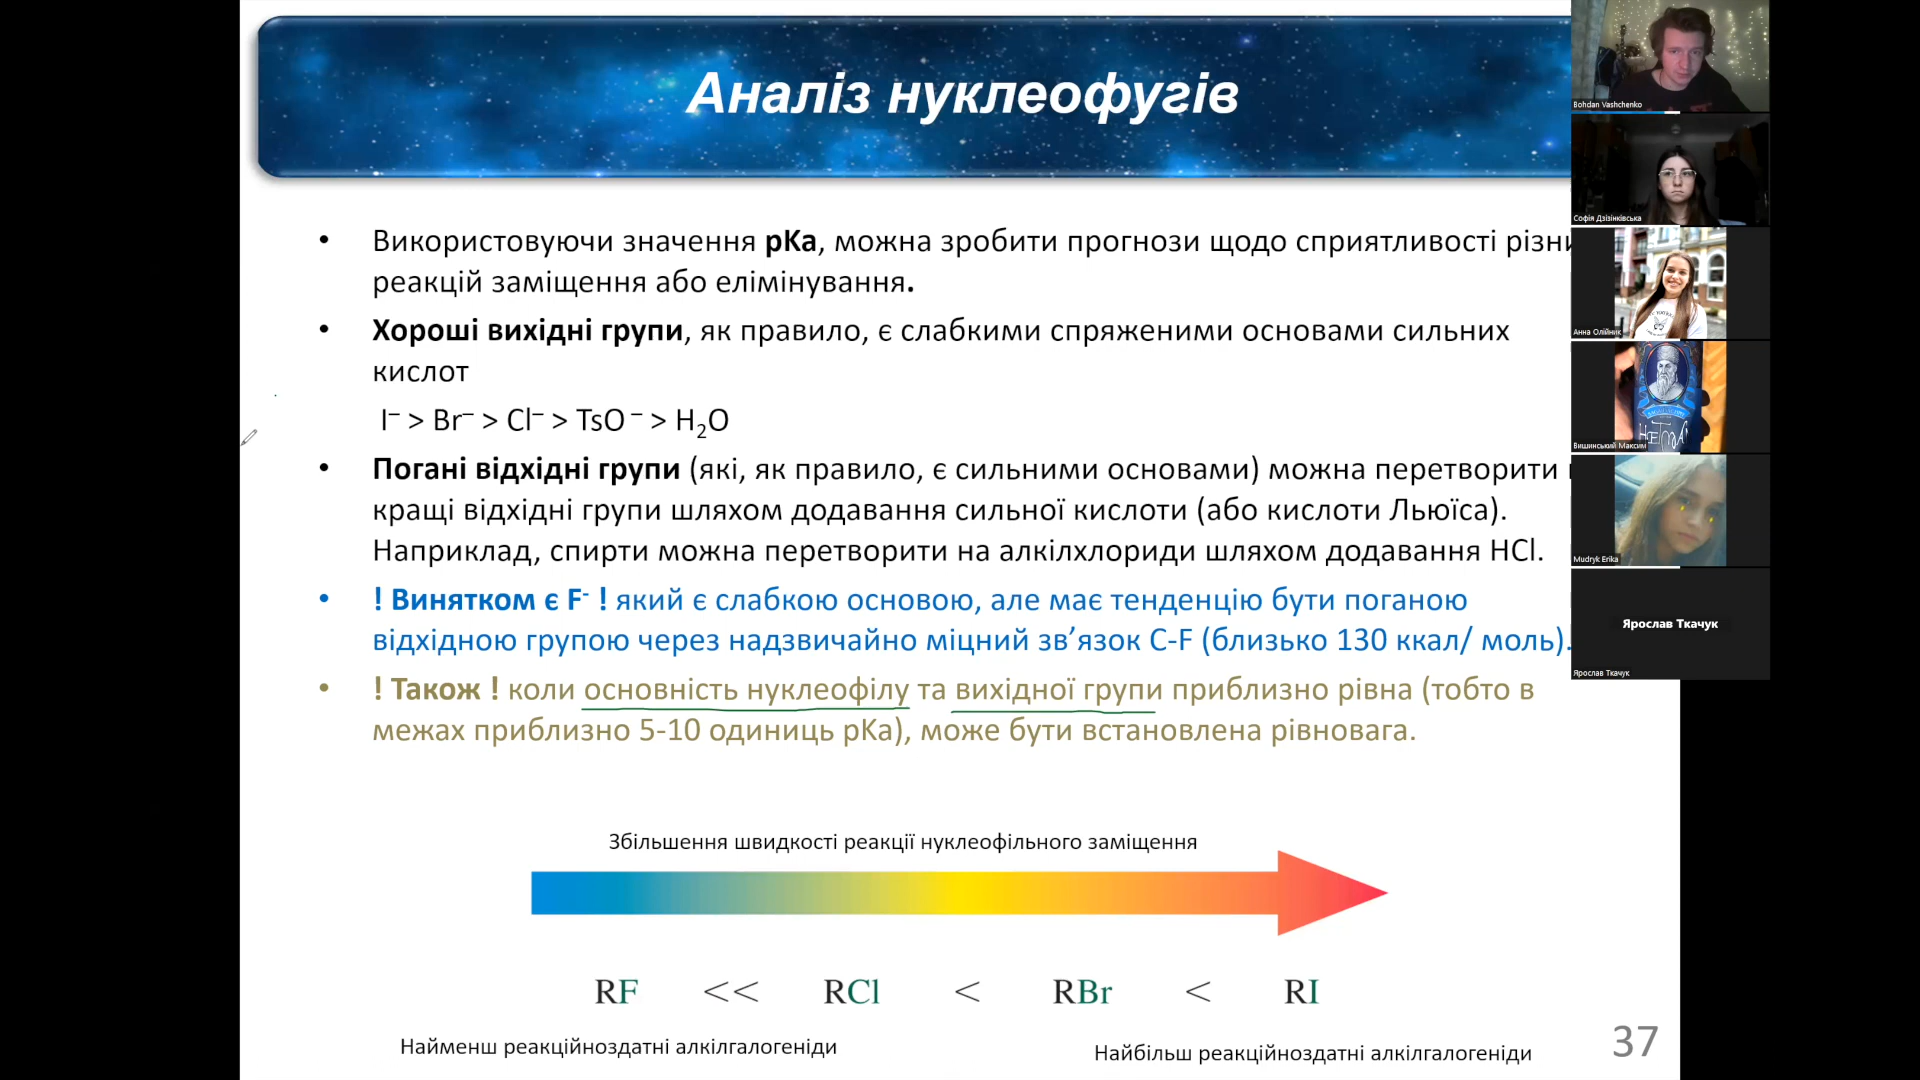 Аналіз нуклеофугів
• Використовуючи значення pKa, можна зробити прогнози щодо сприятливості
реакцій заміщення або елімінування.
• Хороші вихідні групи, як правило, є слабкими спряженими основами сильних
кислот
I⁻ > Br⁻ > Cl⁻ > TsO⁻ > H₂O
• Погані відхідні групи (які, як правило, є сильними основами) можна перетворити
кращі відхідні групи шляхом додавання сильної кислоти (або кислоти Льюїса).
Наприклад, спирти можна перетворити на алкілхлориди шляхом додавання HCl.
• ! Винятком є F⁻ ! який є слабкою основою, але має тенденцію бути поганою
відхідною групою через надзвичайно міцний зв’язок C-F (близько 130 ккал/ моль).
• ! Також ! коли основність нуклеофілу та вихідної групи приблизно рівна (тобто в
межах приблизно 5-10 одиниць pKa), може бути встановлена рівновага.
Збільшення швидкості реакції нуклеофільного заміщення
RF << RCl < RBr < RI
Найменш реакційноздатні алкілгалогеніди
Найбільш реакційноздатні алкілгалогеніди
37
Bohdan Vashchenko
Софія Дзізінківська
Анна Олійник
Вишинський Максим
Mudryk Erika
Ярослав Ткачук
Ярослав Ткачук